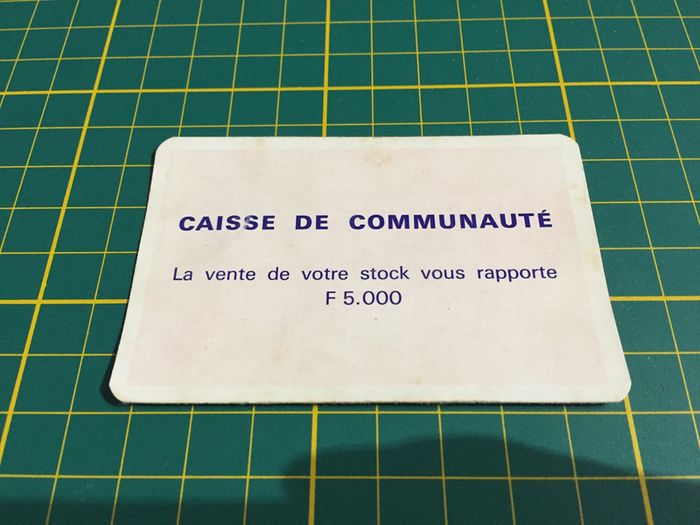 CAISSE DE COMMUNAUTÉ
La vente de votre stock vous rapporte
F 5.000